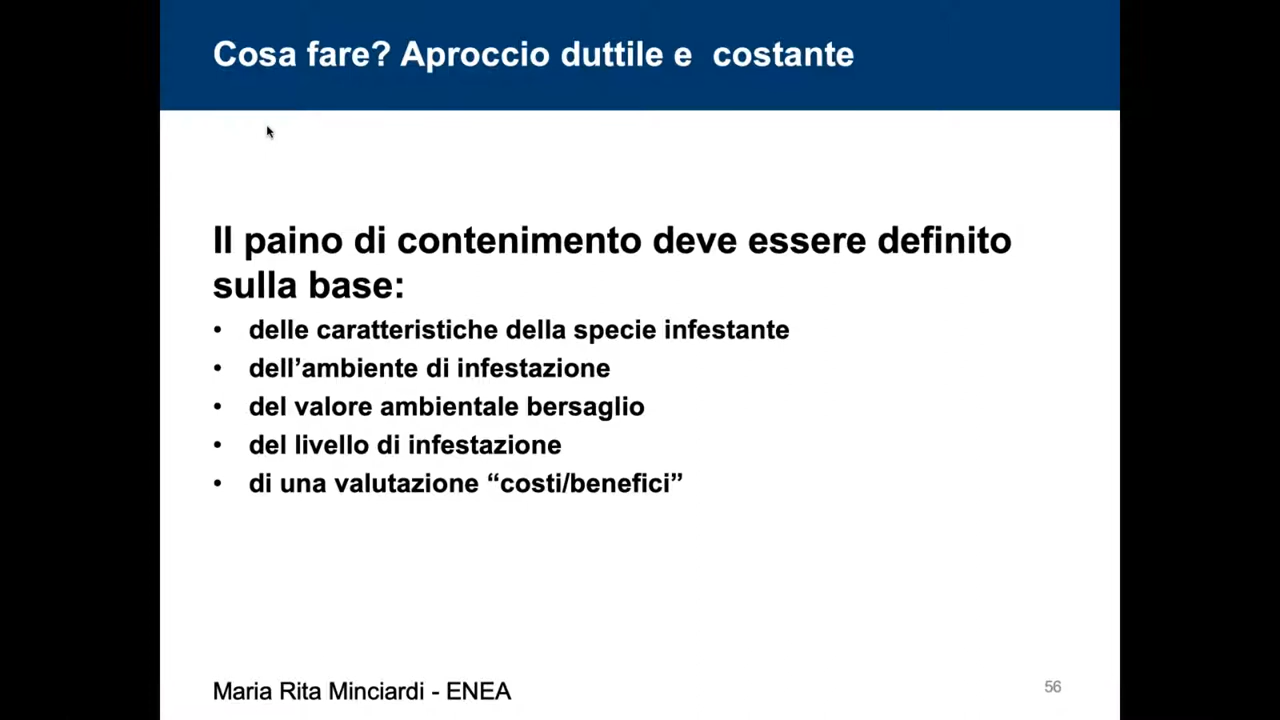 Cosa fare? Aproccio duttile e  costante
Il paino di contenimento deve essere definito
sulla base:
• delle caratteristiche della specie infestante
• dell’ambiente di infestazione
• del valore ambientale bersaglio
• del livello di infestazione
• di una valutazione “costi/benefici”
Maria Rita Minciardi - ENEA
56